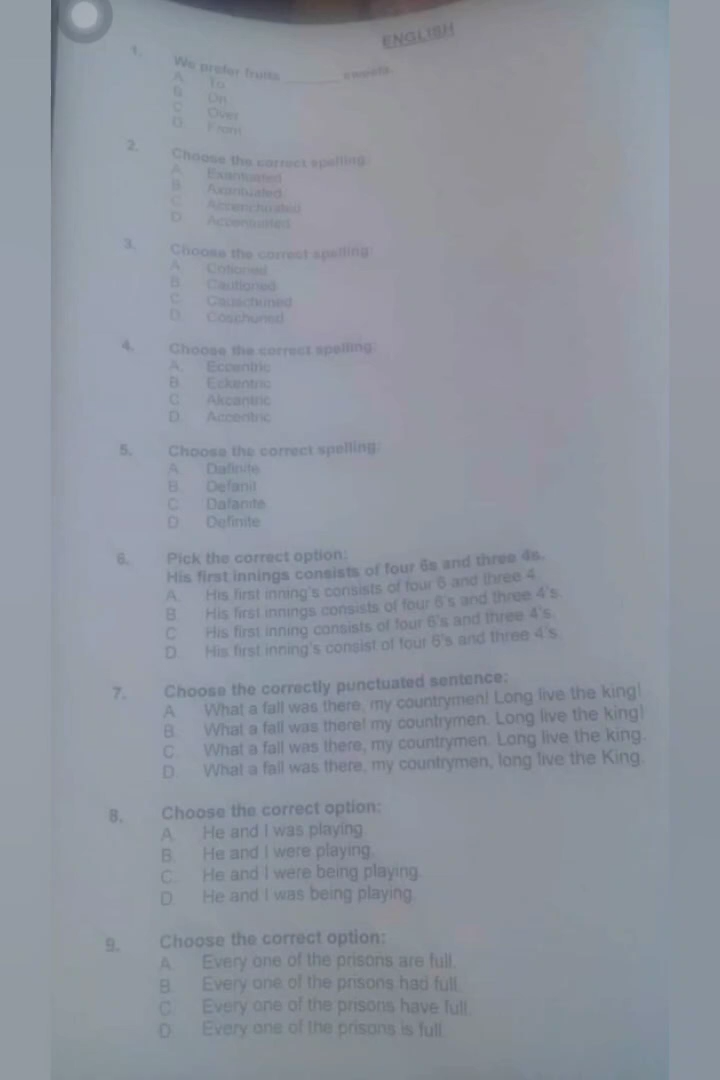 ENGLISH
1. We prefer fruits ________ sweets.
A. To
B. On
C. Over
D. From
2. Choose the correct spelling:
A.
B.
C.
D.
3. Choose the correct spelling:
A. Cotioned
B. Cautioned
C. Causchuned
D. Coschuned
4. Choose the correct spelling:
A. Eccentric
B. Eckentric
C. Akcantric
D. Accentric
5. Choose the correct spelling:
A. Dafinite
B. Defanit
C. Dafanite
D. Definite
6. Pick the correct option:
His first innings consists of four 6s and three 4s.
A. His first inning's consists of four 6 and three 4.
B. His first innings consists of four 6's and three 4's.
C. His first inning consists of four 6's and three 4's.
D. His first inning's consist of four 6's and three 4's.
7. Choose the correctly punctuated sentence:
A. What a fall was there, my countrymen! Long live the king!
B. What a fall was there! my countrymen. Long live the king!
C. What a fall was there, my countrymen. Long live the king.
D. What a fall was there, my countrymen, long live the King.
8. Choose the correct option:
A. He and I was playing.
B. He and I were playing.
C. He and I were being playing.
D. He and I was being playing.
9. Choose the correct option:
A. Every one of the prisons are full.
B. Every one of the prisons had full.
C. Every one of the prisons have full.
D. Every one of the prisons is full.